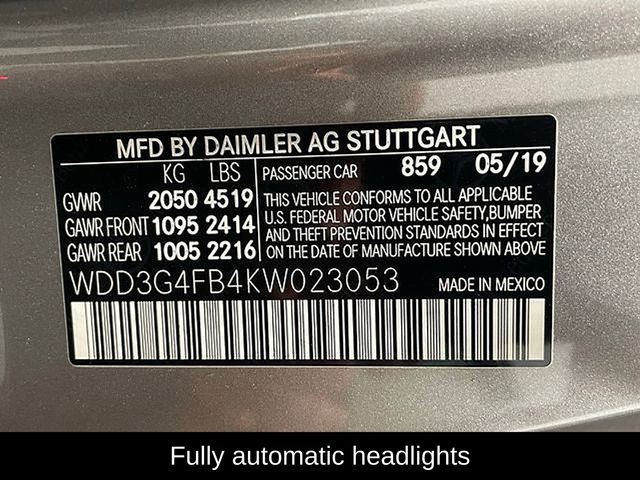 MFD BY DAIMLER AG STUTTGART
KG LBS
GVWR 2050 4519
GAWR FRONT 1095 2414
GAWR REAR 1005 2216
PASSENGER CAR 859 05/19
THIS VEHICLE CONFORMS TO ALL APPLICABLE
U.S. FEDERAL MOTOR VEHICLE SAFETY,BUMPER
AND THEFT PREVENTION STANDARDS IN EFFECT
ON THE DATE OF MANUFACTURE SHOWN ABOVE
WDD3G4FB4KW023053
MADE IN MEXICO
Fully automatic headlights